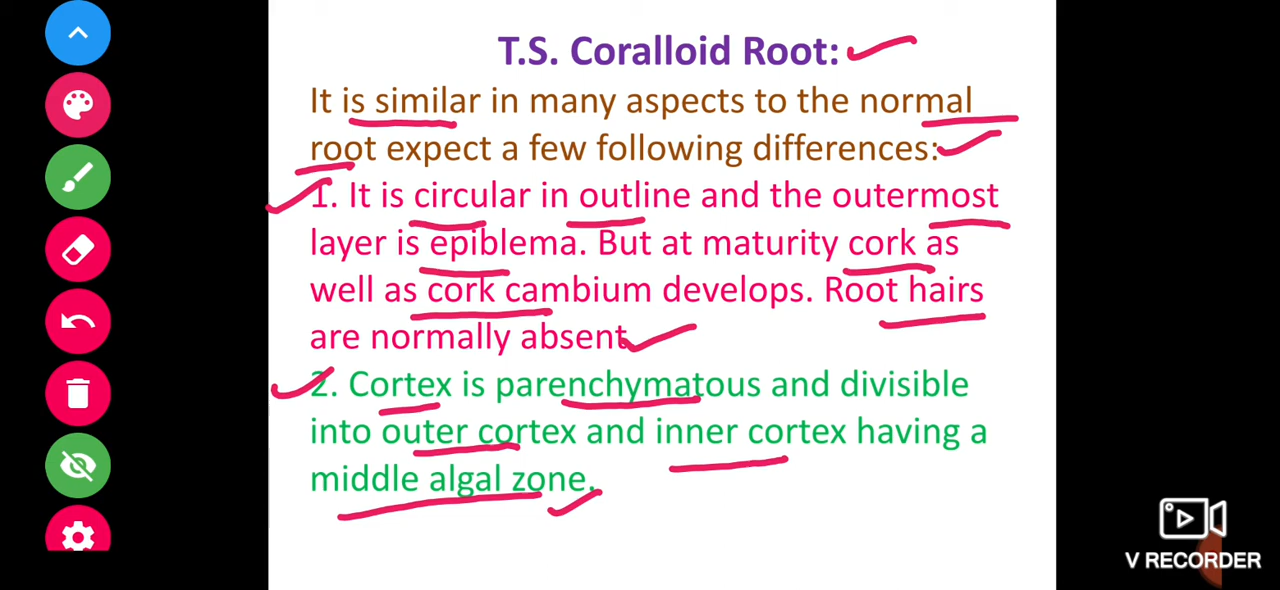 T.S. Coralloid Root:
It is similar in many aspects to the normal
root expect a few following differences:
1. It is circular in outline and the outermost
layer is epiblema. But at maturity cork as
well as cork cambium develops. Root hairs
are normally absent
2. Cortex is parenchymatous and divisible
into outer cortex and inner cortex having a
middle algal zone.
V RECORDER